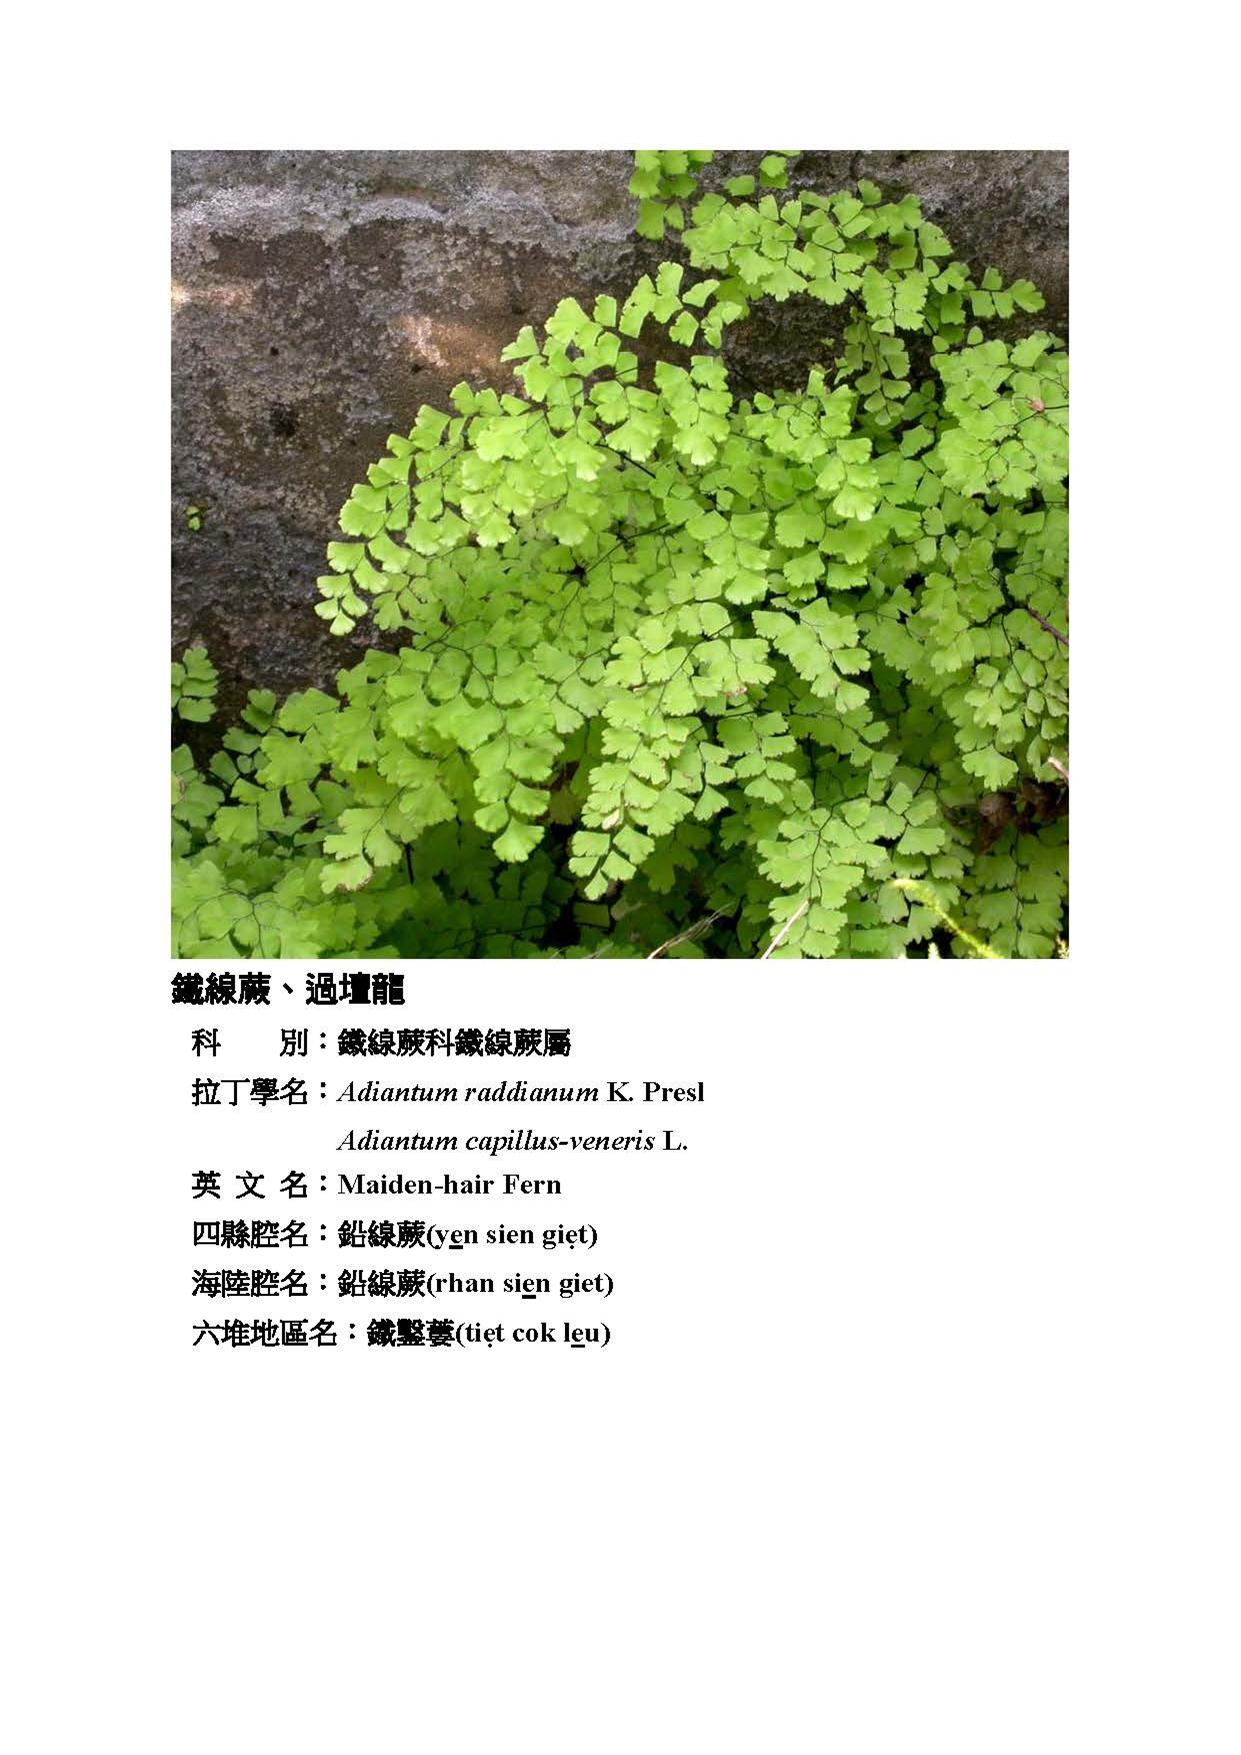 鐵線蕨、過壇龍
科　　別：鐵線蕨科鐵線蕨屬
拉丁學名：Adiantum raddianum K. Presl
Adiantum capillus-veneris L.
英 文 名：Maiden-hair Fern
四縣腔名：鉛線蕨(yen sien giẹt)
海陸腔名：鉛線蕨(rhan sien giet)
六堆地區名：鐵鑿蔞(tiẹt cok leu)